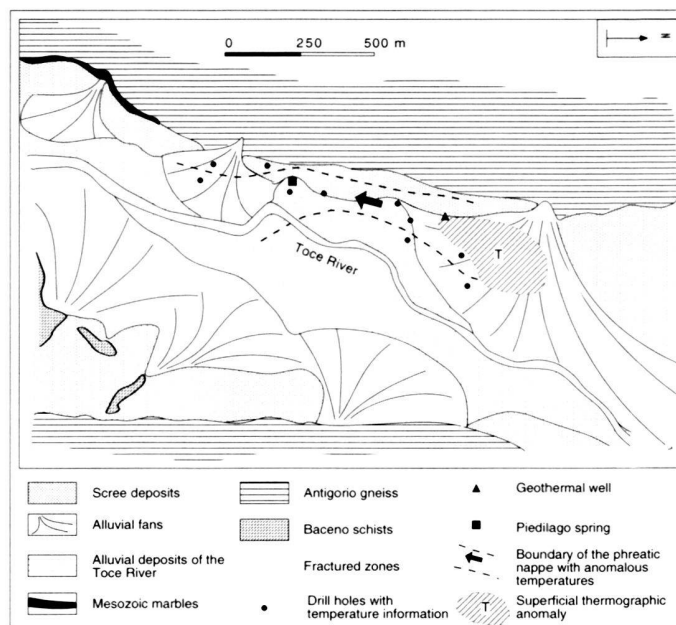 0 250 500 m
N
T
Toce River
Scree deposits
Alluvial fans
Alluvial deposits of the
Toce River
Mesozoic marbles
Antigorio gneiss
Baceno schists
Fractured zones
Drill holes with
temperature information
Geothermal well
Piedilago spring
Boundary of the phreatic
nappe with anomalous
temperatures
T
Superficial thermographic
anomaly